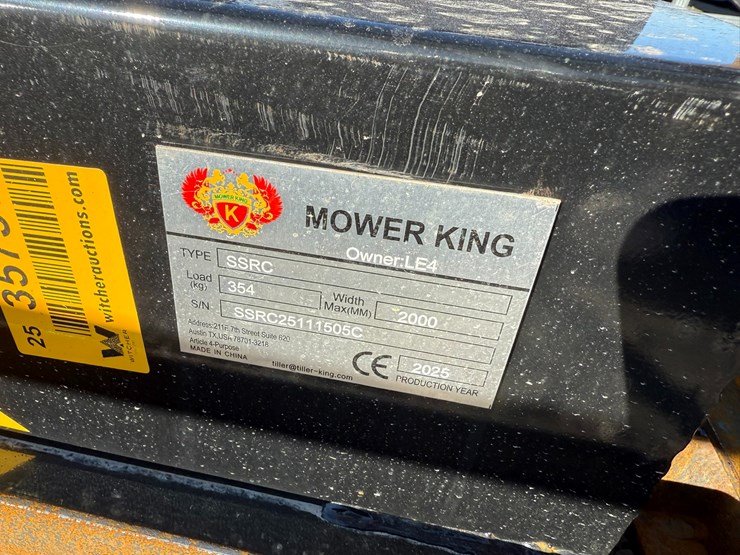 MOWER KING
K
MOWER KING
Owner:LE4
TYPE SSRC
Load (kg) 354
Width Max(MM) 2000
S/N SSRC25111505C
Address:211E.7th Street Suite 620
Austin TX,USA 78701-3218
Article 4-Purpose
MADE IN CHINA
tiller@tiller-king.com
CE
2025
PRODUCTION YEAR
25
witcherauctions.com
W
WITCHER